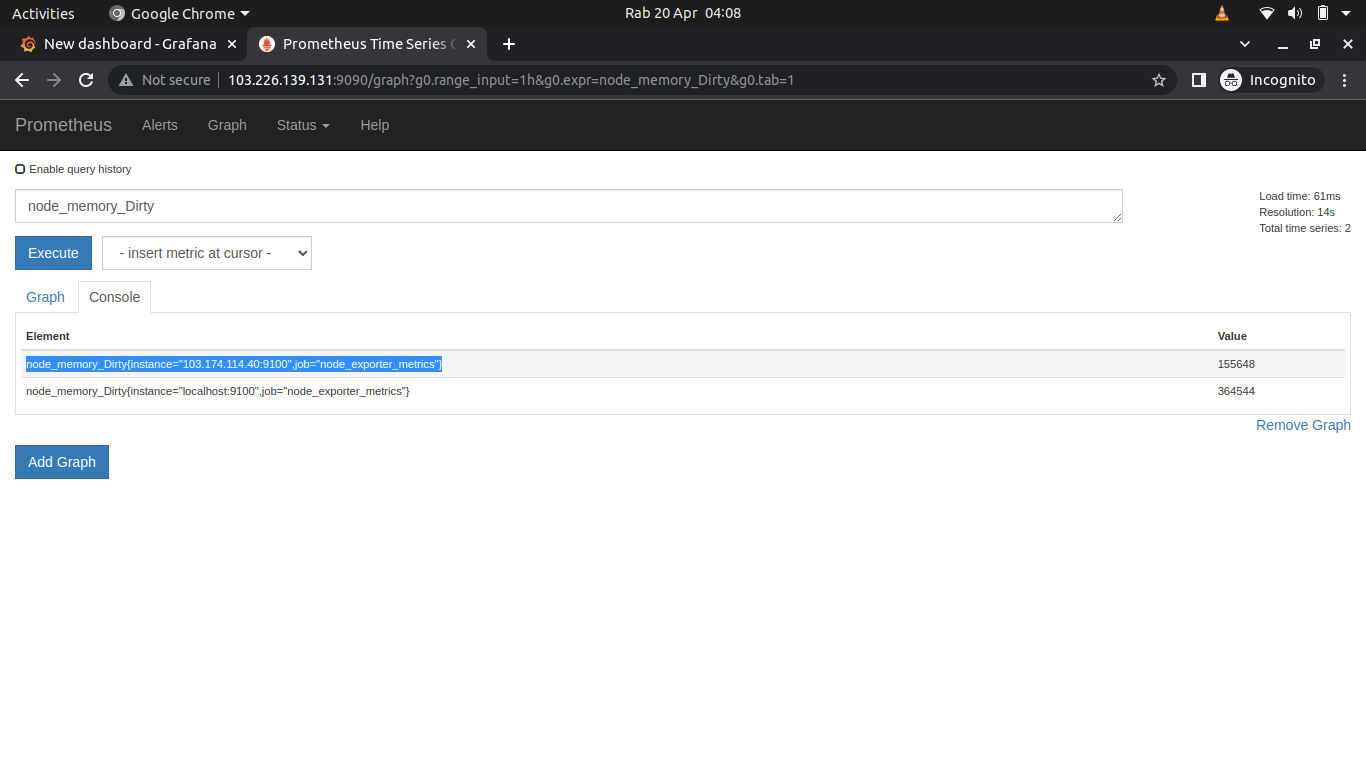 Activities Google Chrome Rab 20 Apr 04:08
New dashboard - Grafana Prometheus Time Series
Not secure 103.226.139.131:9090/graph?g0.range_input=1h&g0.expr=node_memory_Dirty&g0.tab=1 Incognito
Prometheus Alerts Graph Status Help
Enable query history
node_memory_Dirty
Load time: 61ms
Resolution: 14s
Total time series: 2
Execute - insert metric at cursor -
Graph Console
Element Value
node_memory_Dirty{instance="103.174.114.40:9100",job="node_exporter_metrics"} 155648
node_memory_Dirty{instance="localhost:9100",job="node_exporter_metrics"} 364544
Remove Graph
Add Graph